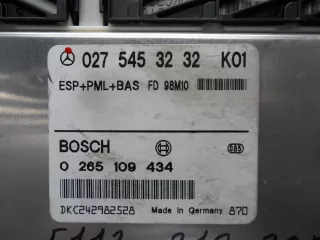 027 545 32 32 K01
ESP+PML+BAS FD 98M10
BOSCH
0 265 109 434
DKC242982528 Made in Germany 870